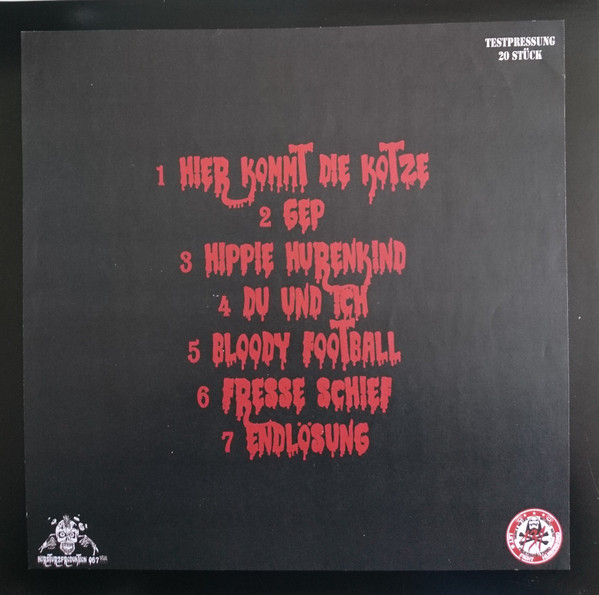 TESTPRESSUNG
20 STÜCK
1 HIER KOMMT DIE KOTZE
2 GEP
3 HIPPIE HURENKIND
4 DU UND ICH
5 BLOODY FOOTBALL
6 FRESSE SCHIEF
7 ENDLÖSUNG